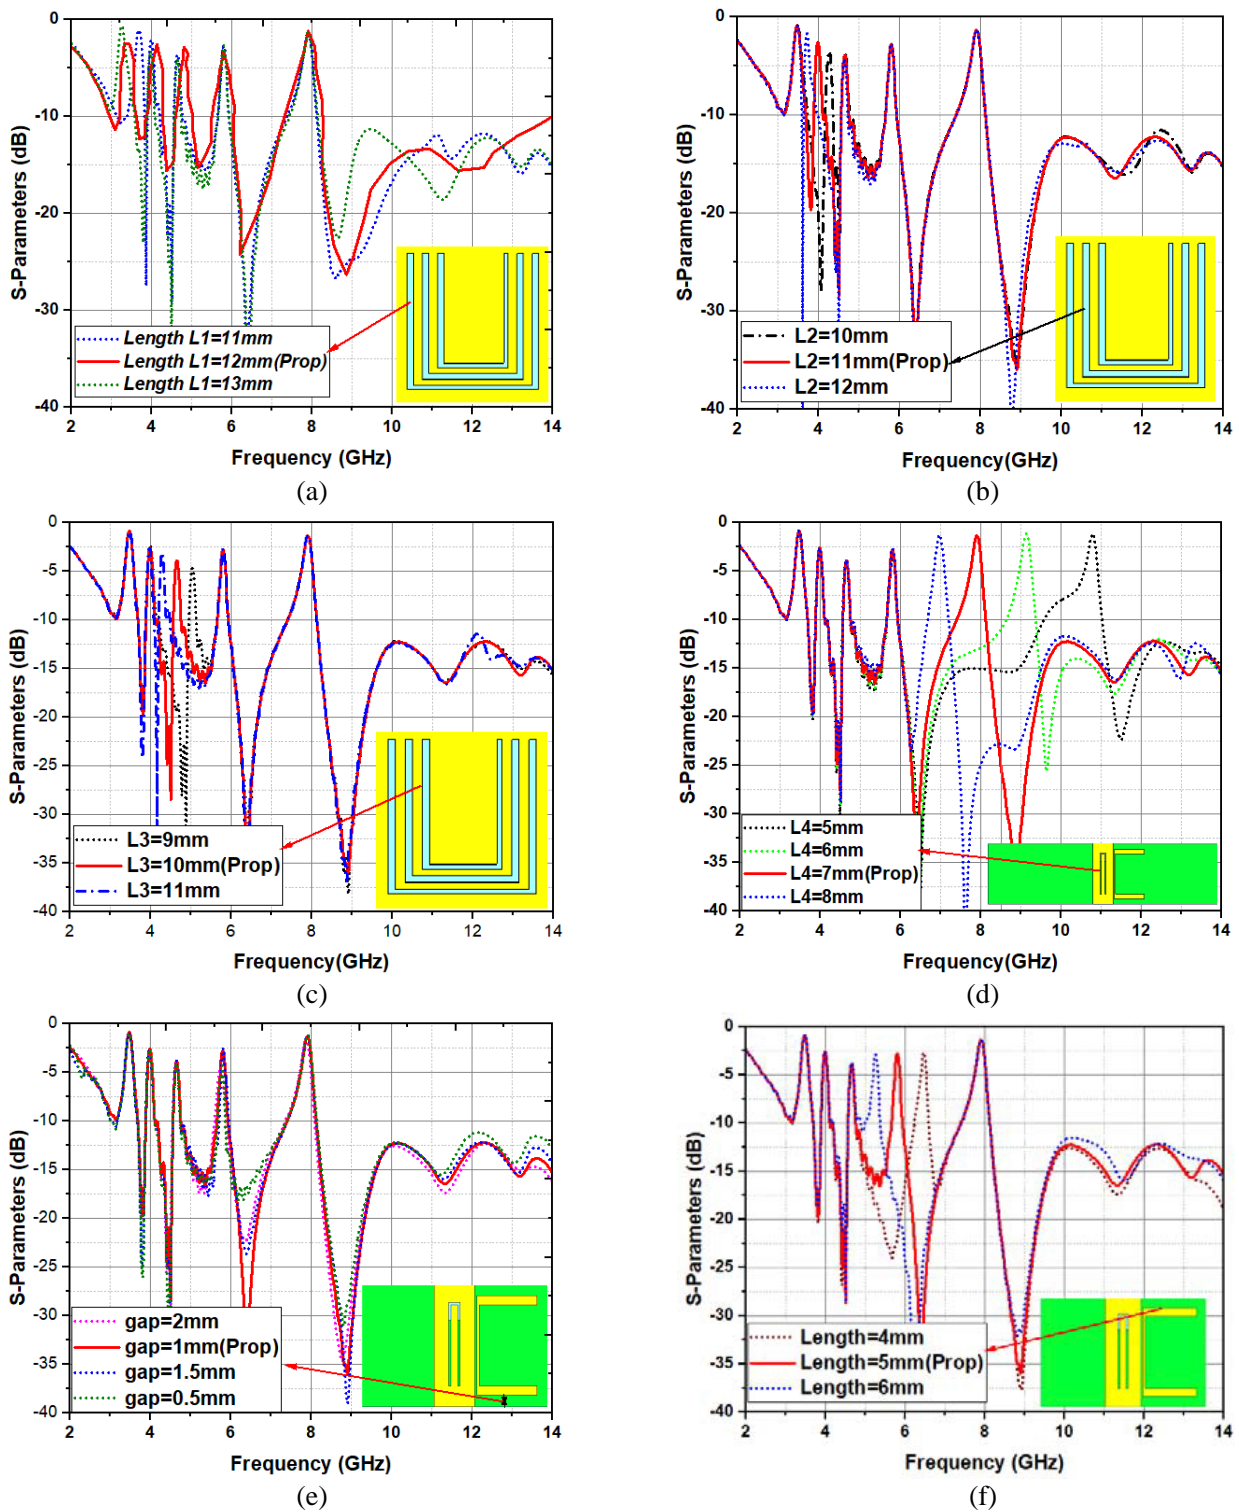 0
-10
-20
-30
-40
S-Parameters (dB)
Length L1=11mm
Length L1=12mm(Prop)
Length L1=13mm
2 4 6 8 10 12 14
Frequency (GHz)
(a)
0
-10
-20
-30
-40
S-Parameters (dB)
L2=10mm
L2=11mm(Prop)
L2=12mm
2 4 6 8 10 12 14
Frequency(GHz)
(b)
0
-5
-10
-15
-20
-25
-30
-35
-40
S-Parameters (dB)
L3=9mm
L3=10mm(Prop)
L3=11mm
2 4 6 8 10 12 14
Frequency(GHz)
(c)
0
-5
-10
-15
-20
-25
-30
-35
-40
S-Parameters (dB)
L4=5mm
L4=6mm
L4=7mm(Prop)
L4=8mm
2 4 6 8 10 12 14
Frequency(GHz)
(d)
0
-5
-10
-15
-20
-25
-30
-35
-40
S-Parameters (dB)
gap=2mm
gap=1mm(Prop)
gap=1.5mm
gap=0.5mm
2 4 6 8 10 12 14
Frequency (GHz)
(e)
0
-5
-10
-15
-20
-25
-30
-35
-40
S-Parameters (dB)
Length=4mm
Length=5mm(Prop)
Length=6mm
2 4 6 8 10 12 14
Frequency (GHz)
(f)